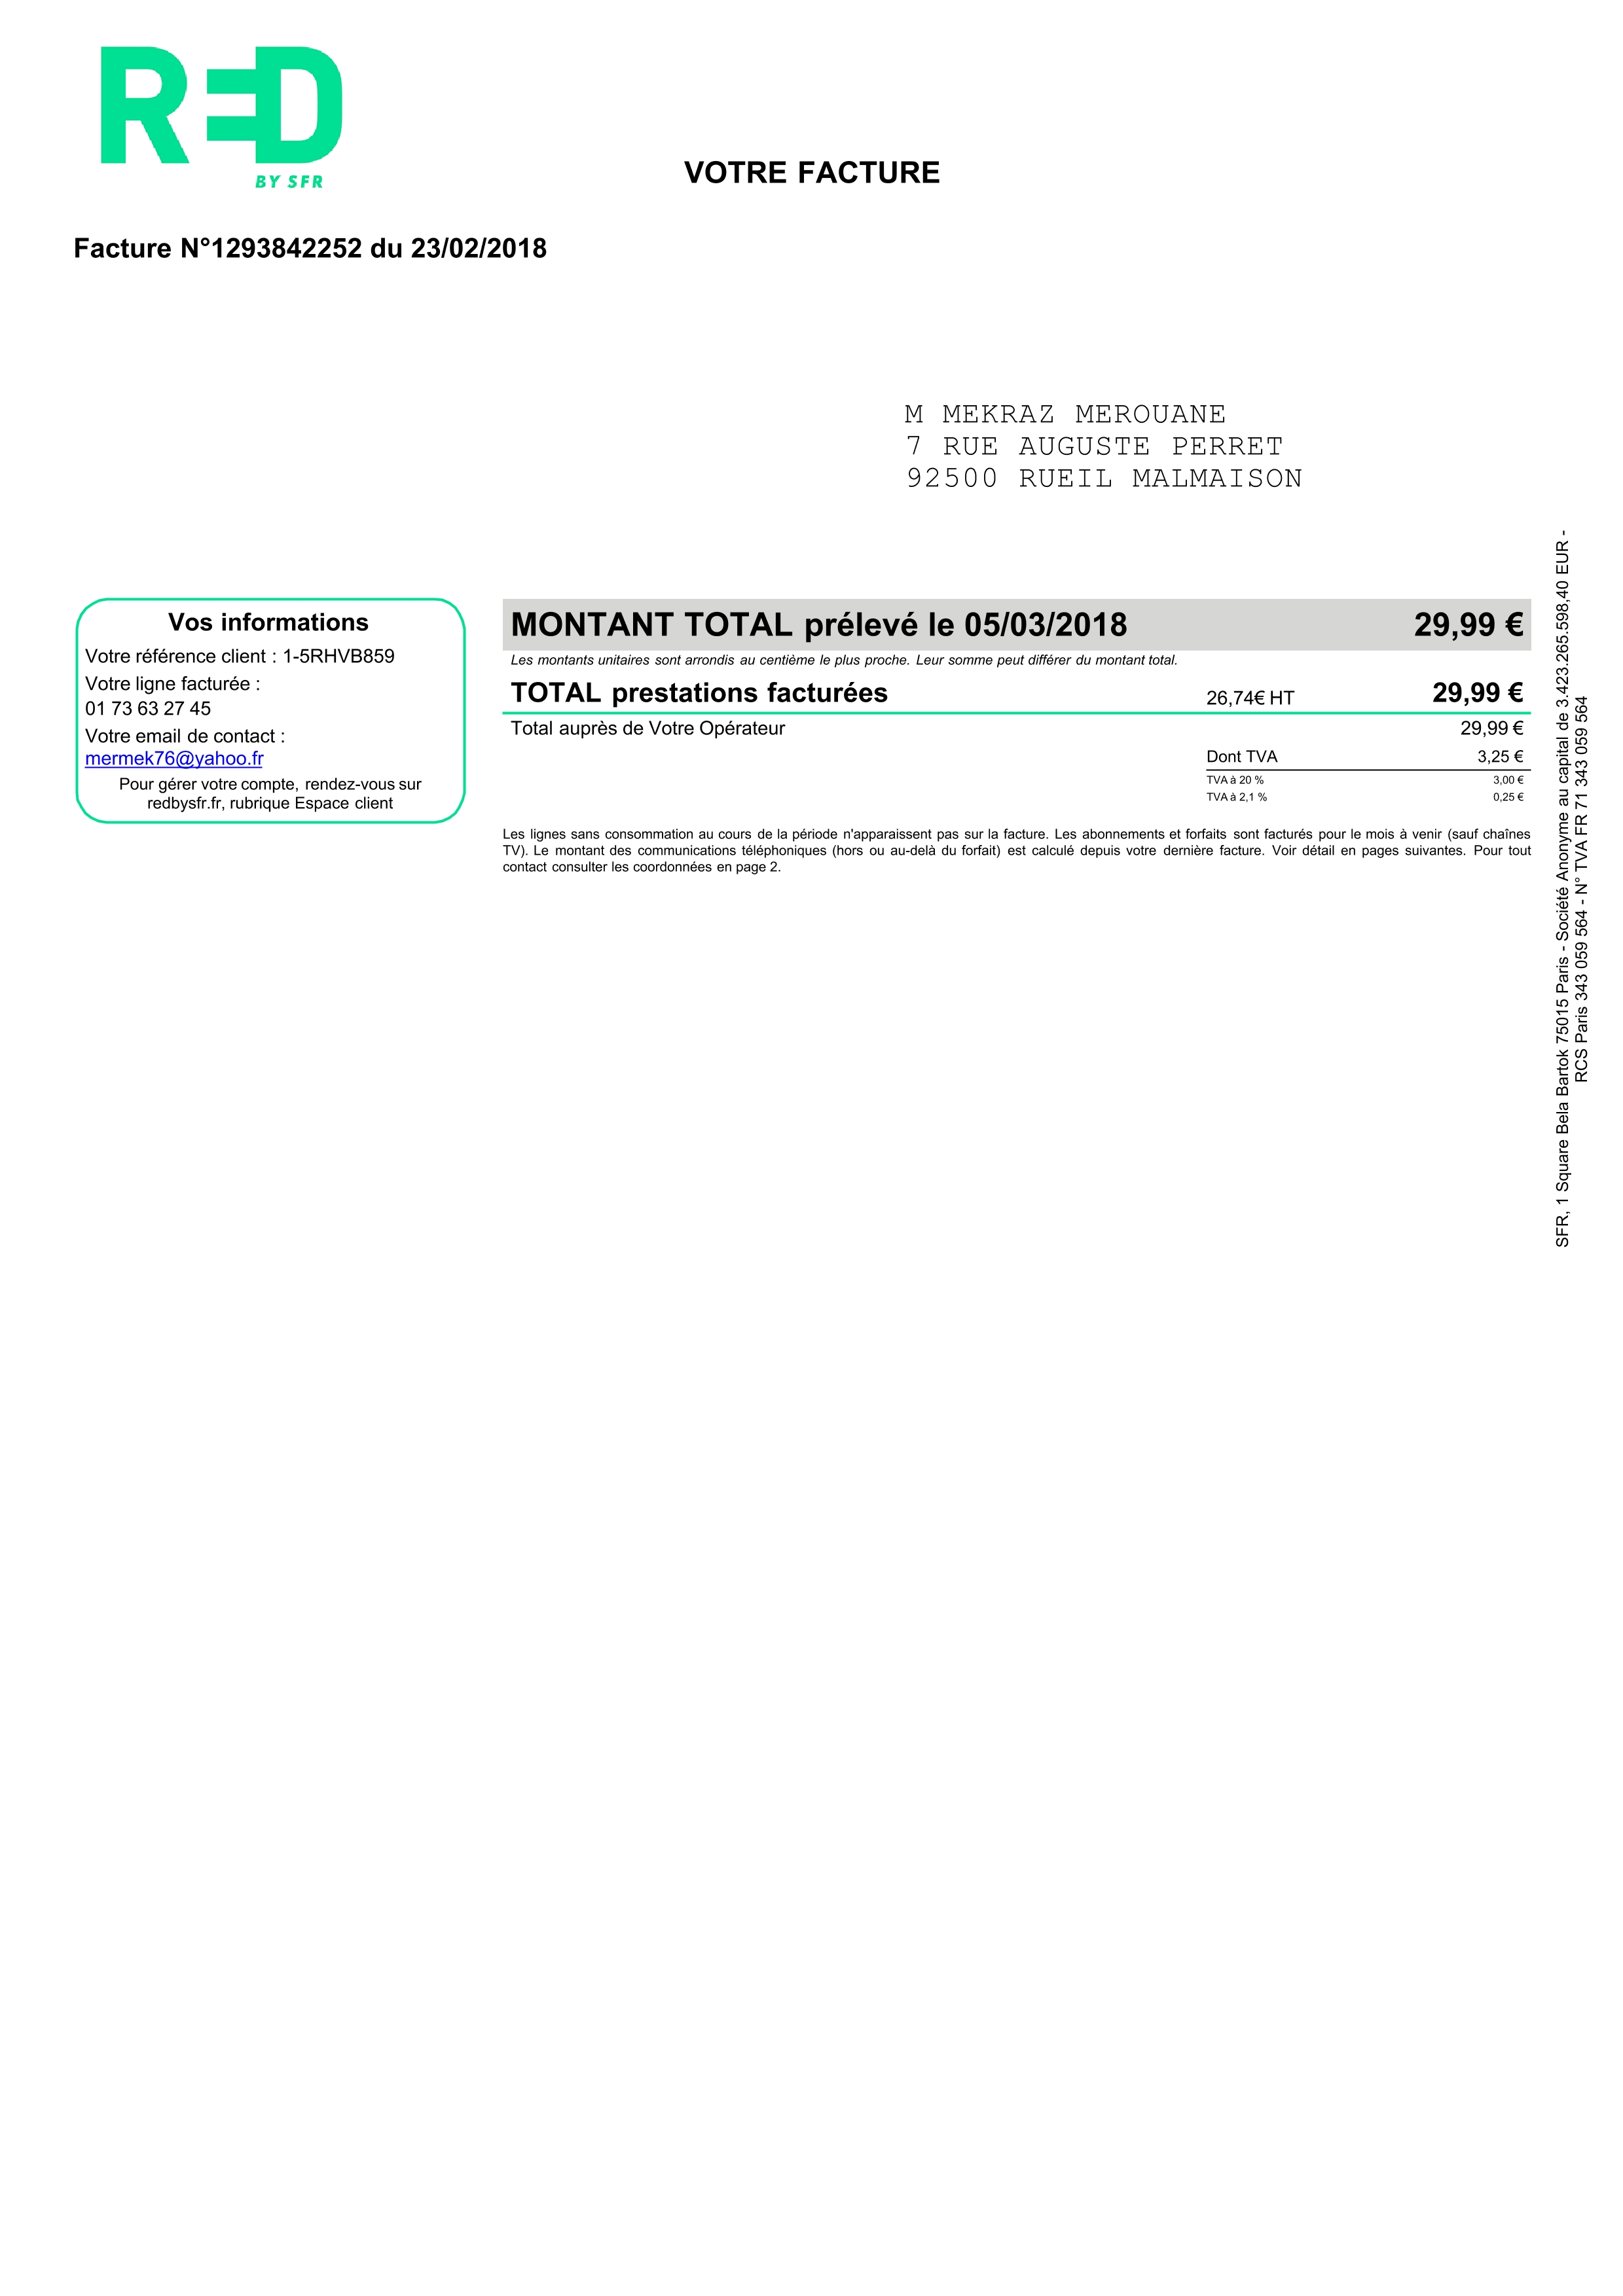 RED
BY SFR
VOTRE FACTURE
Facture N°1293842252 du 23/02/2018
M MEKRAZ MEROUANE
7 RUE AUGUSTE PERRET
92500 RUEIL MALMAISON
Vos informations
Votre référence client : 1-5RHVB859
Votre ligne facturée :
01 73 63 27 45
Votre email de contact :
mermek76@yahoo.fr
Pour gérer votre compte, rendez-vous sur
redbysfr.fr, rubrique Espace client
MONTANT TOTAL prélevé le 05/03/2018 29,99 €
Les montants unitaires sont arrondis au centième le plus proche. Leur somme peut différer du montant total.
TOTAL prestations facturées 26,74€ HT 29,99 €
Total auprès de Votre Opérateur 29,99 €
Dont TVA 3,25 €
TVA à 20 % 3,00 €
TVA à 2,1 % 0,25 €
Les lignes sans consommation au cours de la période n'apparaissent pas sur la facture. Les abonnements et forfaits sont facturés pour le mois à venir (sauf chaînes
TV). Le montant des communications téléphoniques (hors ou au-delà du forfait) est calculé depuis votre dernière facture. Voir détail en pages suivantes. Pour tout
contact consulter les coordonnées en page 2.
SFR, 1 Square Bela Bartok 75015 Paris - Société Anonyme au capital de 3.423.265.598,40 EUR -
RCS Paris 343 059 564 - N° TVA FR 71 343 059 564